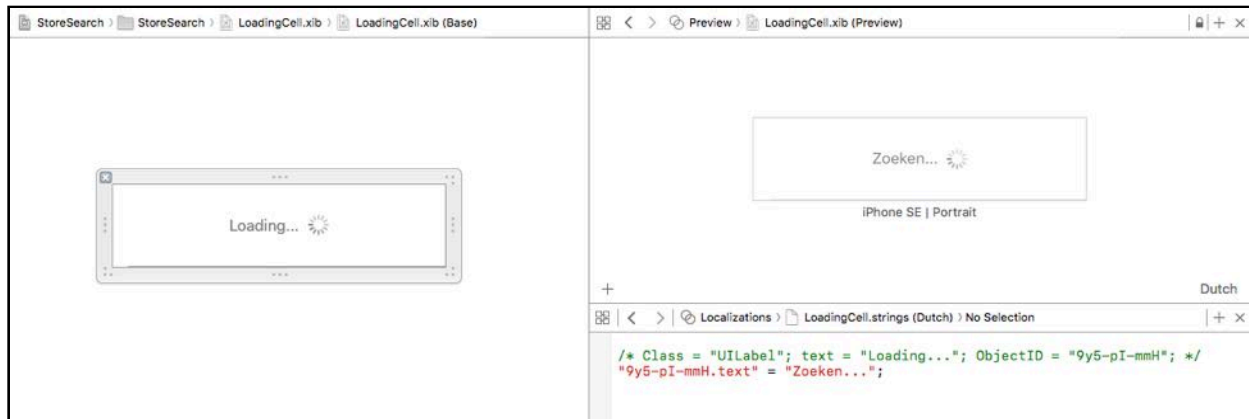 StoreSearch › StoreSearch › LoadingCell.xib › LoadingCell.xib (Base)
Loading...
Preview › LoadingCell.xib (Preview)
Zoeken...
iPhone SE | Portrait
Dutch
Localizations › LoadingCell.strings (Dutch) › No Selection
/* Class = "UILabel"; text = "Loading..."; ObjectID = "9y5-pI-mmH"; */
"9y5-pI-mmH.text" = "Zoeken...";